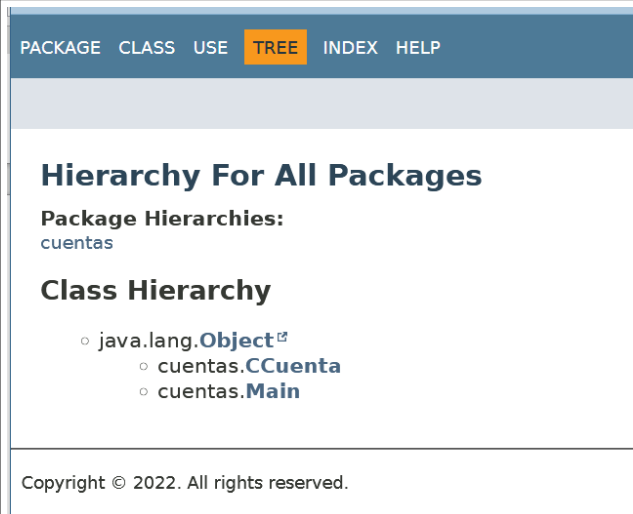 PACKAGE CLASS USE TREE INDEX HELP
Hierarchy For All Packages
Package Hierarchies:
cuentas
Class Hierarchy
java.lang.Object
cuentas.CCuenta
cuentas.Main
Copyright © 2022. All rights reserved.